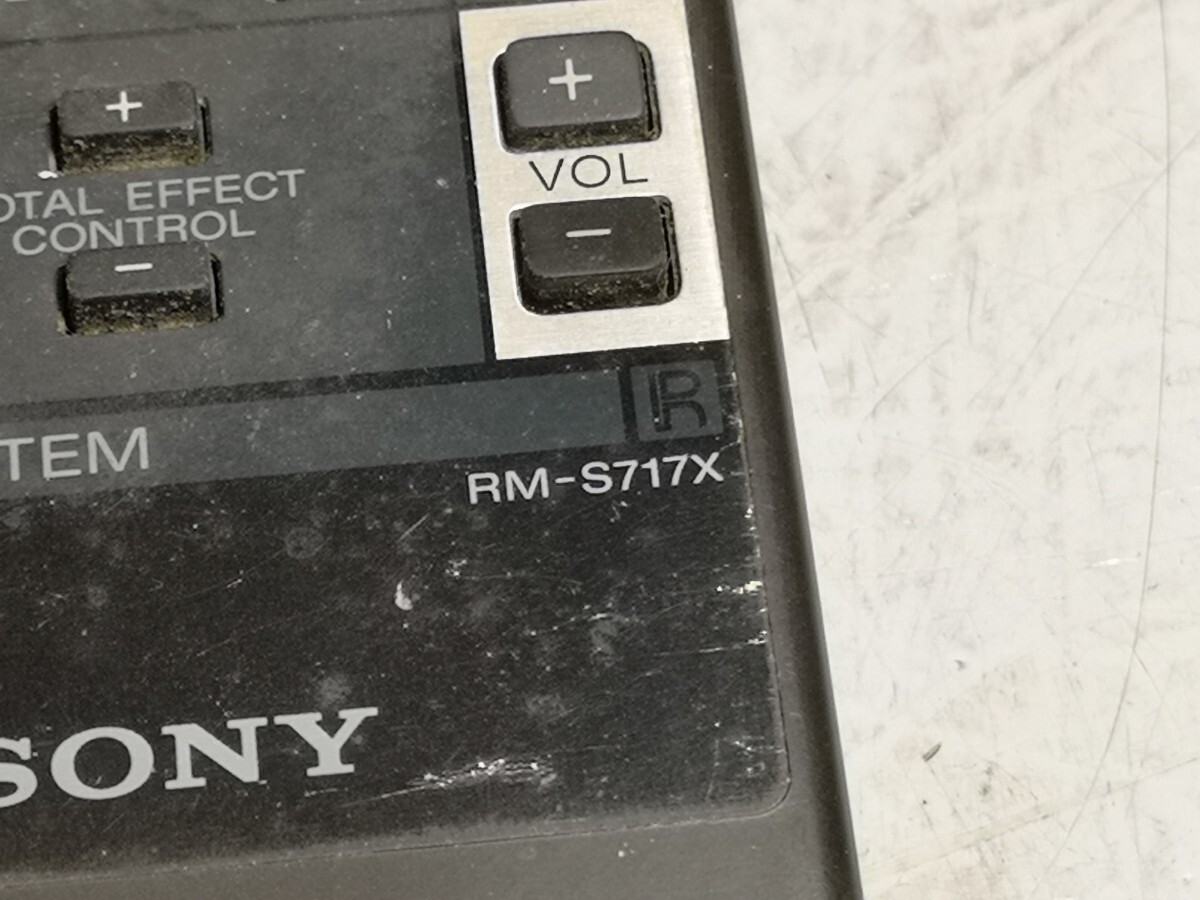 +
OTAL EFFECT
CONTROL
-
+
VOL
-
TEM
R
RM-S717X
SONY